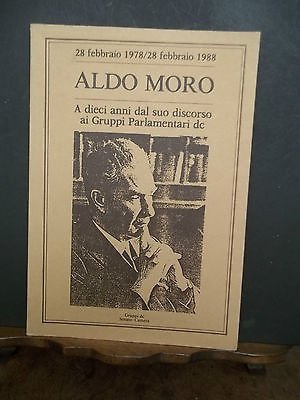 28 febbraio 1978/28 febbraio 1988
ALDO MORO
A dieci anni dal suo discorso
ai Gruppi Parlamentari dc
Gruppi dc
Senato-Camera